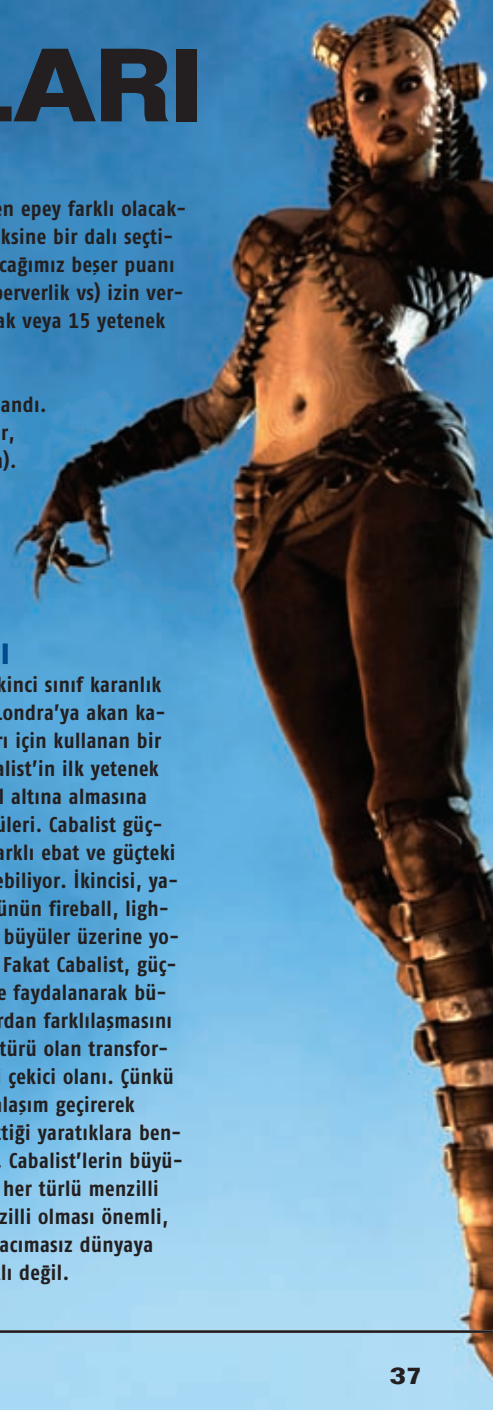 LARI
en epey farklı olacak-
ksine bir dalı seçti-
cağımız beşer puanı
perverlik vs) izin ver-
ak veya 15 yetenek
andı.
r,
).
I
kinci sınıf karanlık
Londra'ya akan ka-
rı için kullanan bir
alist'in ilk yetenek
l altına almasına
üleri. Cabalist güç-
arklı ebat ve güçteki
ebiliyor. İkincisi, ya-
ünün fireball, ligh-
büyüler üzerine yo-
Fakat Cabalist, güç-
e faydalanarak bü-
rdan farklılaşmasını
türü olan transfor-
çekici olanı. Çünkü
alaşım geçirerek
ttiği yaratıklara ben-
. Cabalist'lerin büyü-
her türlü menzilli
zilli olması önemli,
acımasız dünyaya
lı değil.
37